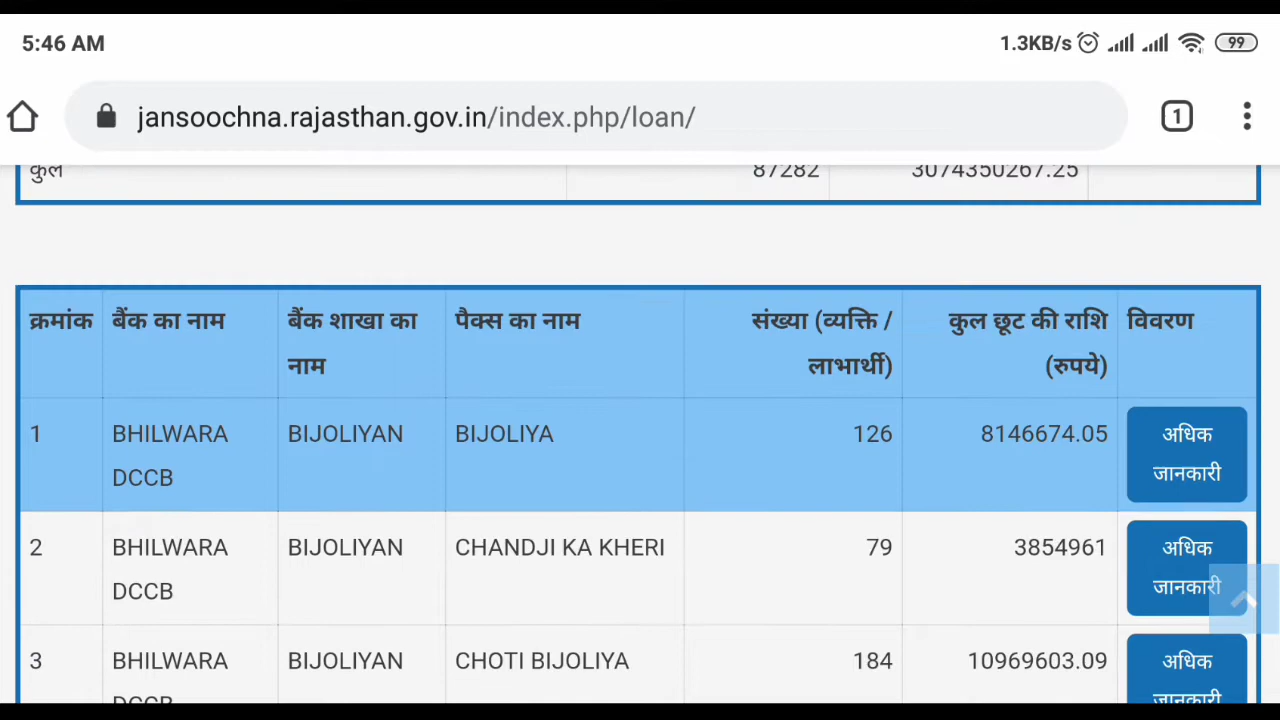 5:46 AM 1.3KB/s 99
jansoochna.rajasthan.gov.in/index.php/loan/ 1
कुल 87282 3074350267.25
क्रमांक बैंक का नाम बैंक शाखा का पैक्स का नाम संख्या (व्यक्ति / कुल छूट की राशि विवरण
नाम लाभार्थी) (रुपये)
1 BHILWARA BIJOLIYAN BIJOLIYA 126 8146674.05 अधिक
DCCB जानकारी
2 BHILWARA BIJOLIYAN CHANDJI KA KHERI 79 3854961 अधिक
DCCB जानकारी
3 BHILWARA BIJOLIYAN CHOTI BIJOLIYA 184 10969603.09 अधिक
DCCB जानकारी